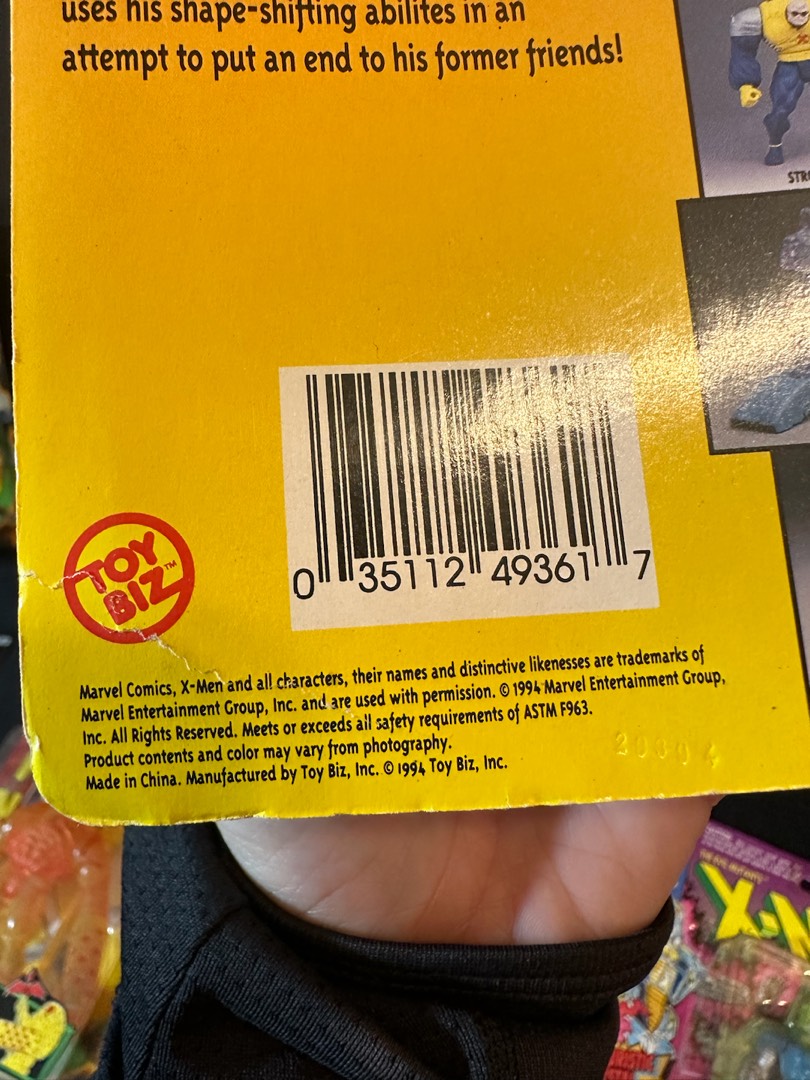 uses his shape-shifting abilites in an
attempt to put an end to his former friends!
0 35112 49361 7
TOY BIZ™
Marvel Comics, X-Men and all characters, their names and distinctive likenesses are trademarks of
Marvel Entertainment Group, Inc. and are used with permission. © 1994 Marvel Entertainment Group,
Inc. All Rights Reserved. Meets or exceeds all safety requirements of ASTM F963.
Product contents and color may vary from photography.
Made in China. Manufactured by Toy Biz, Inc. © 1994 Toy Biz, Inc.